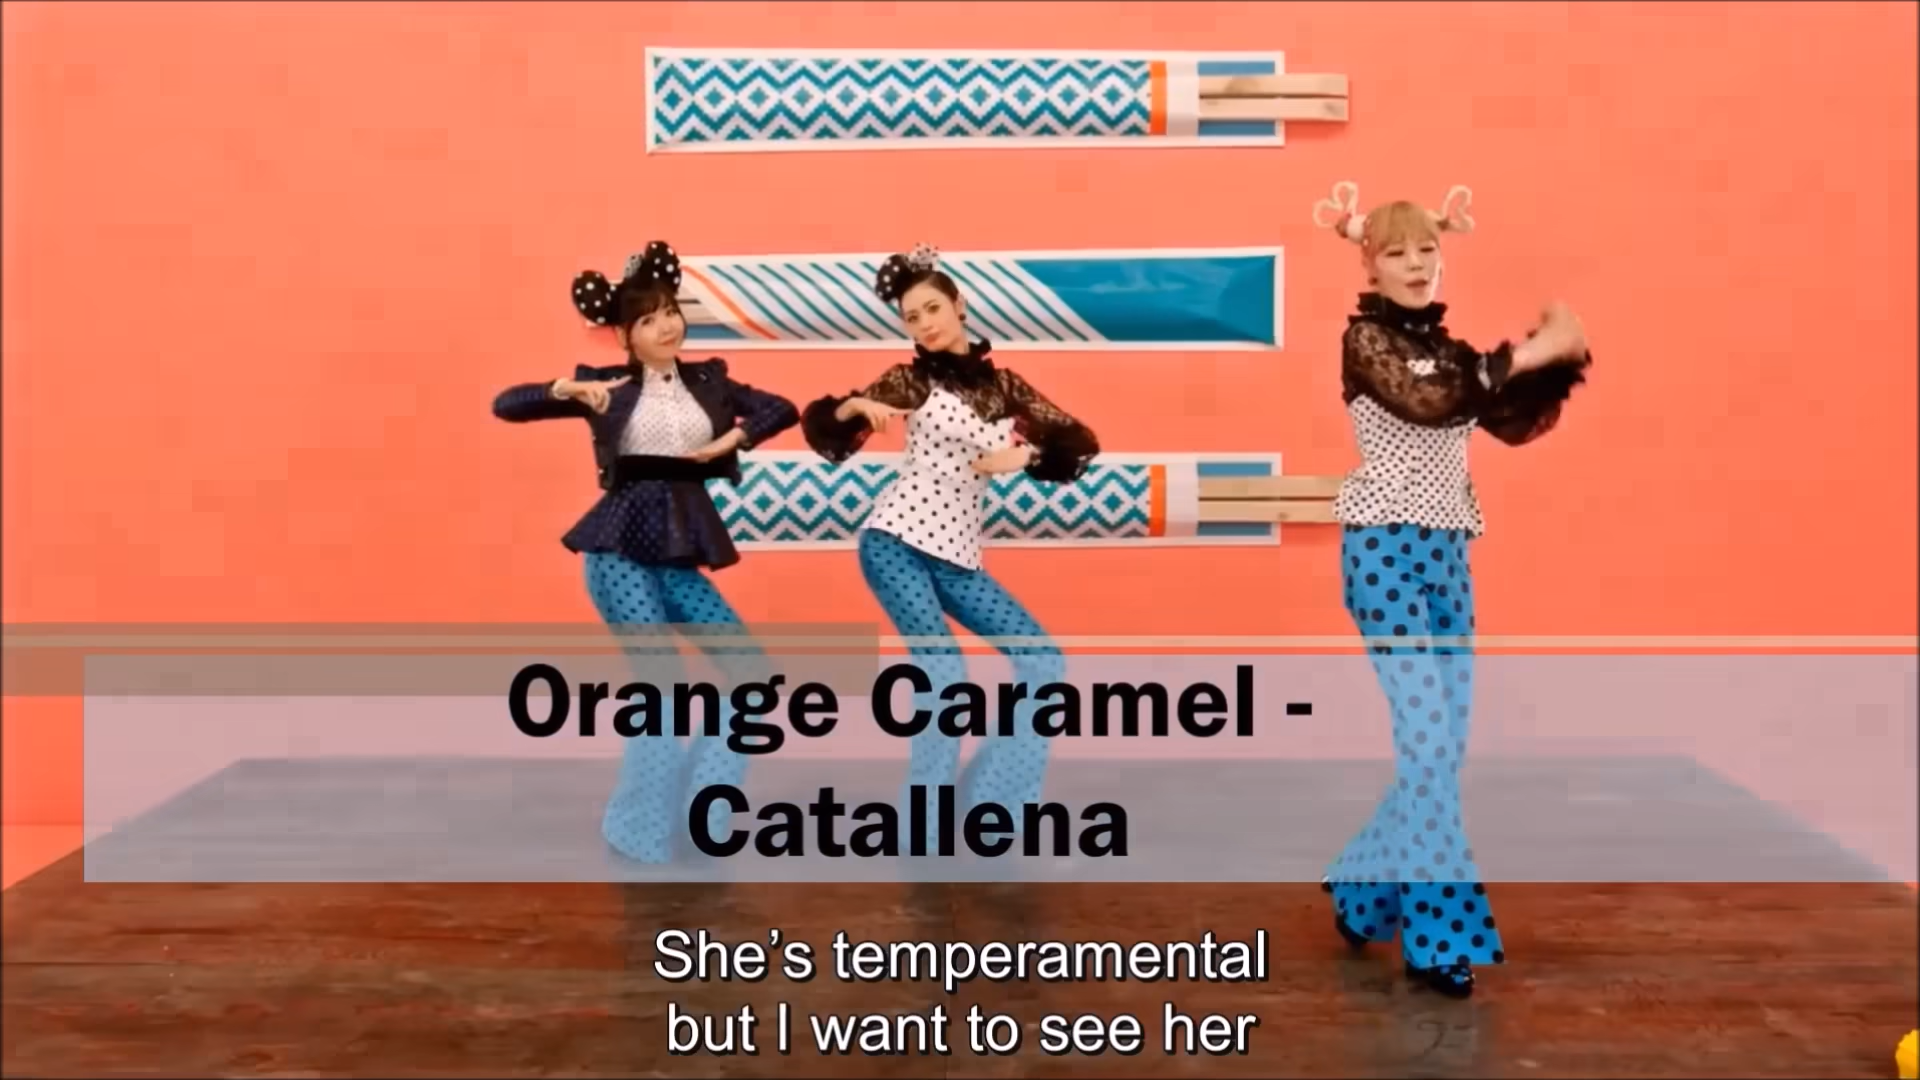 Orange Caramel -
Catallena
She’s temperamental
but I want to see her